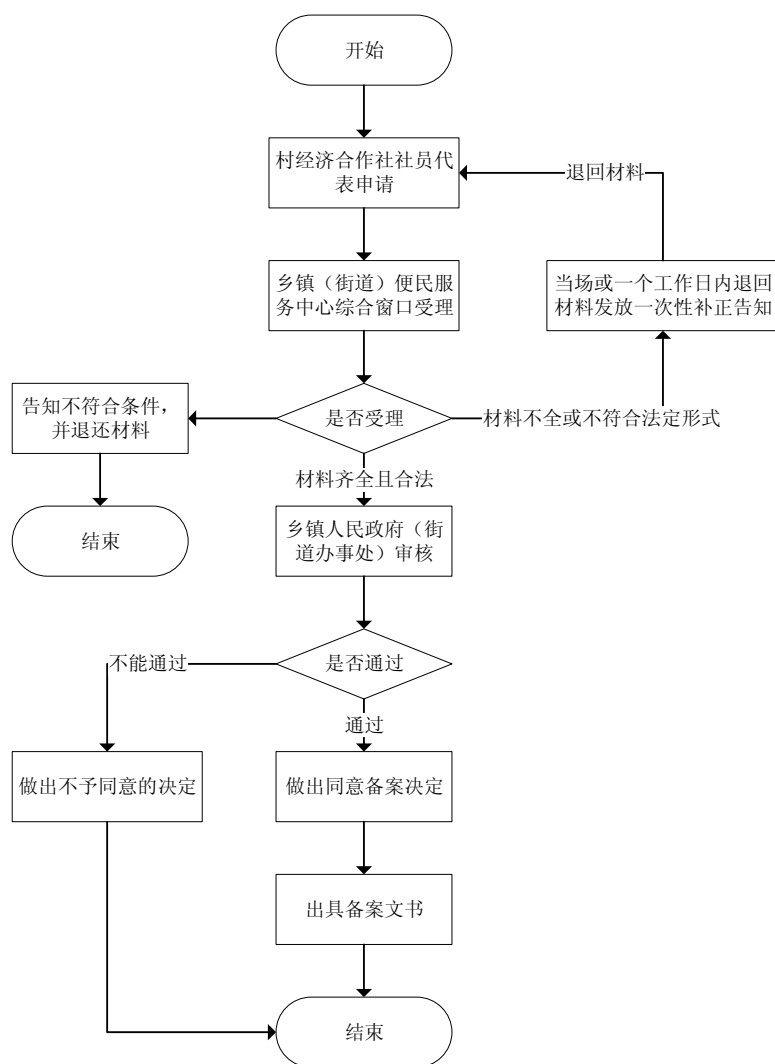 开始
村经济合作社社员代
表申请
退回材料
乡镇（街道）便民服
务中心综合窗口受理
当场或一个工作日内退回
材料发放一次性补正告知
告知不符合条件，
并退还材料
是否受理
材料不全或不符合法定形式
材料齐全且合法
结束
乡镇人民政府（街
道办事处）审核
不能通过
是否通过
通过
做出不予同意的决定
做出同意备案决定
出具备案文书
结束